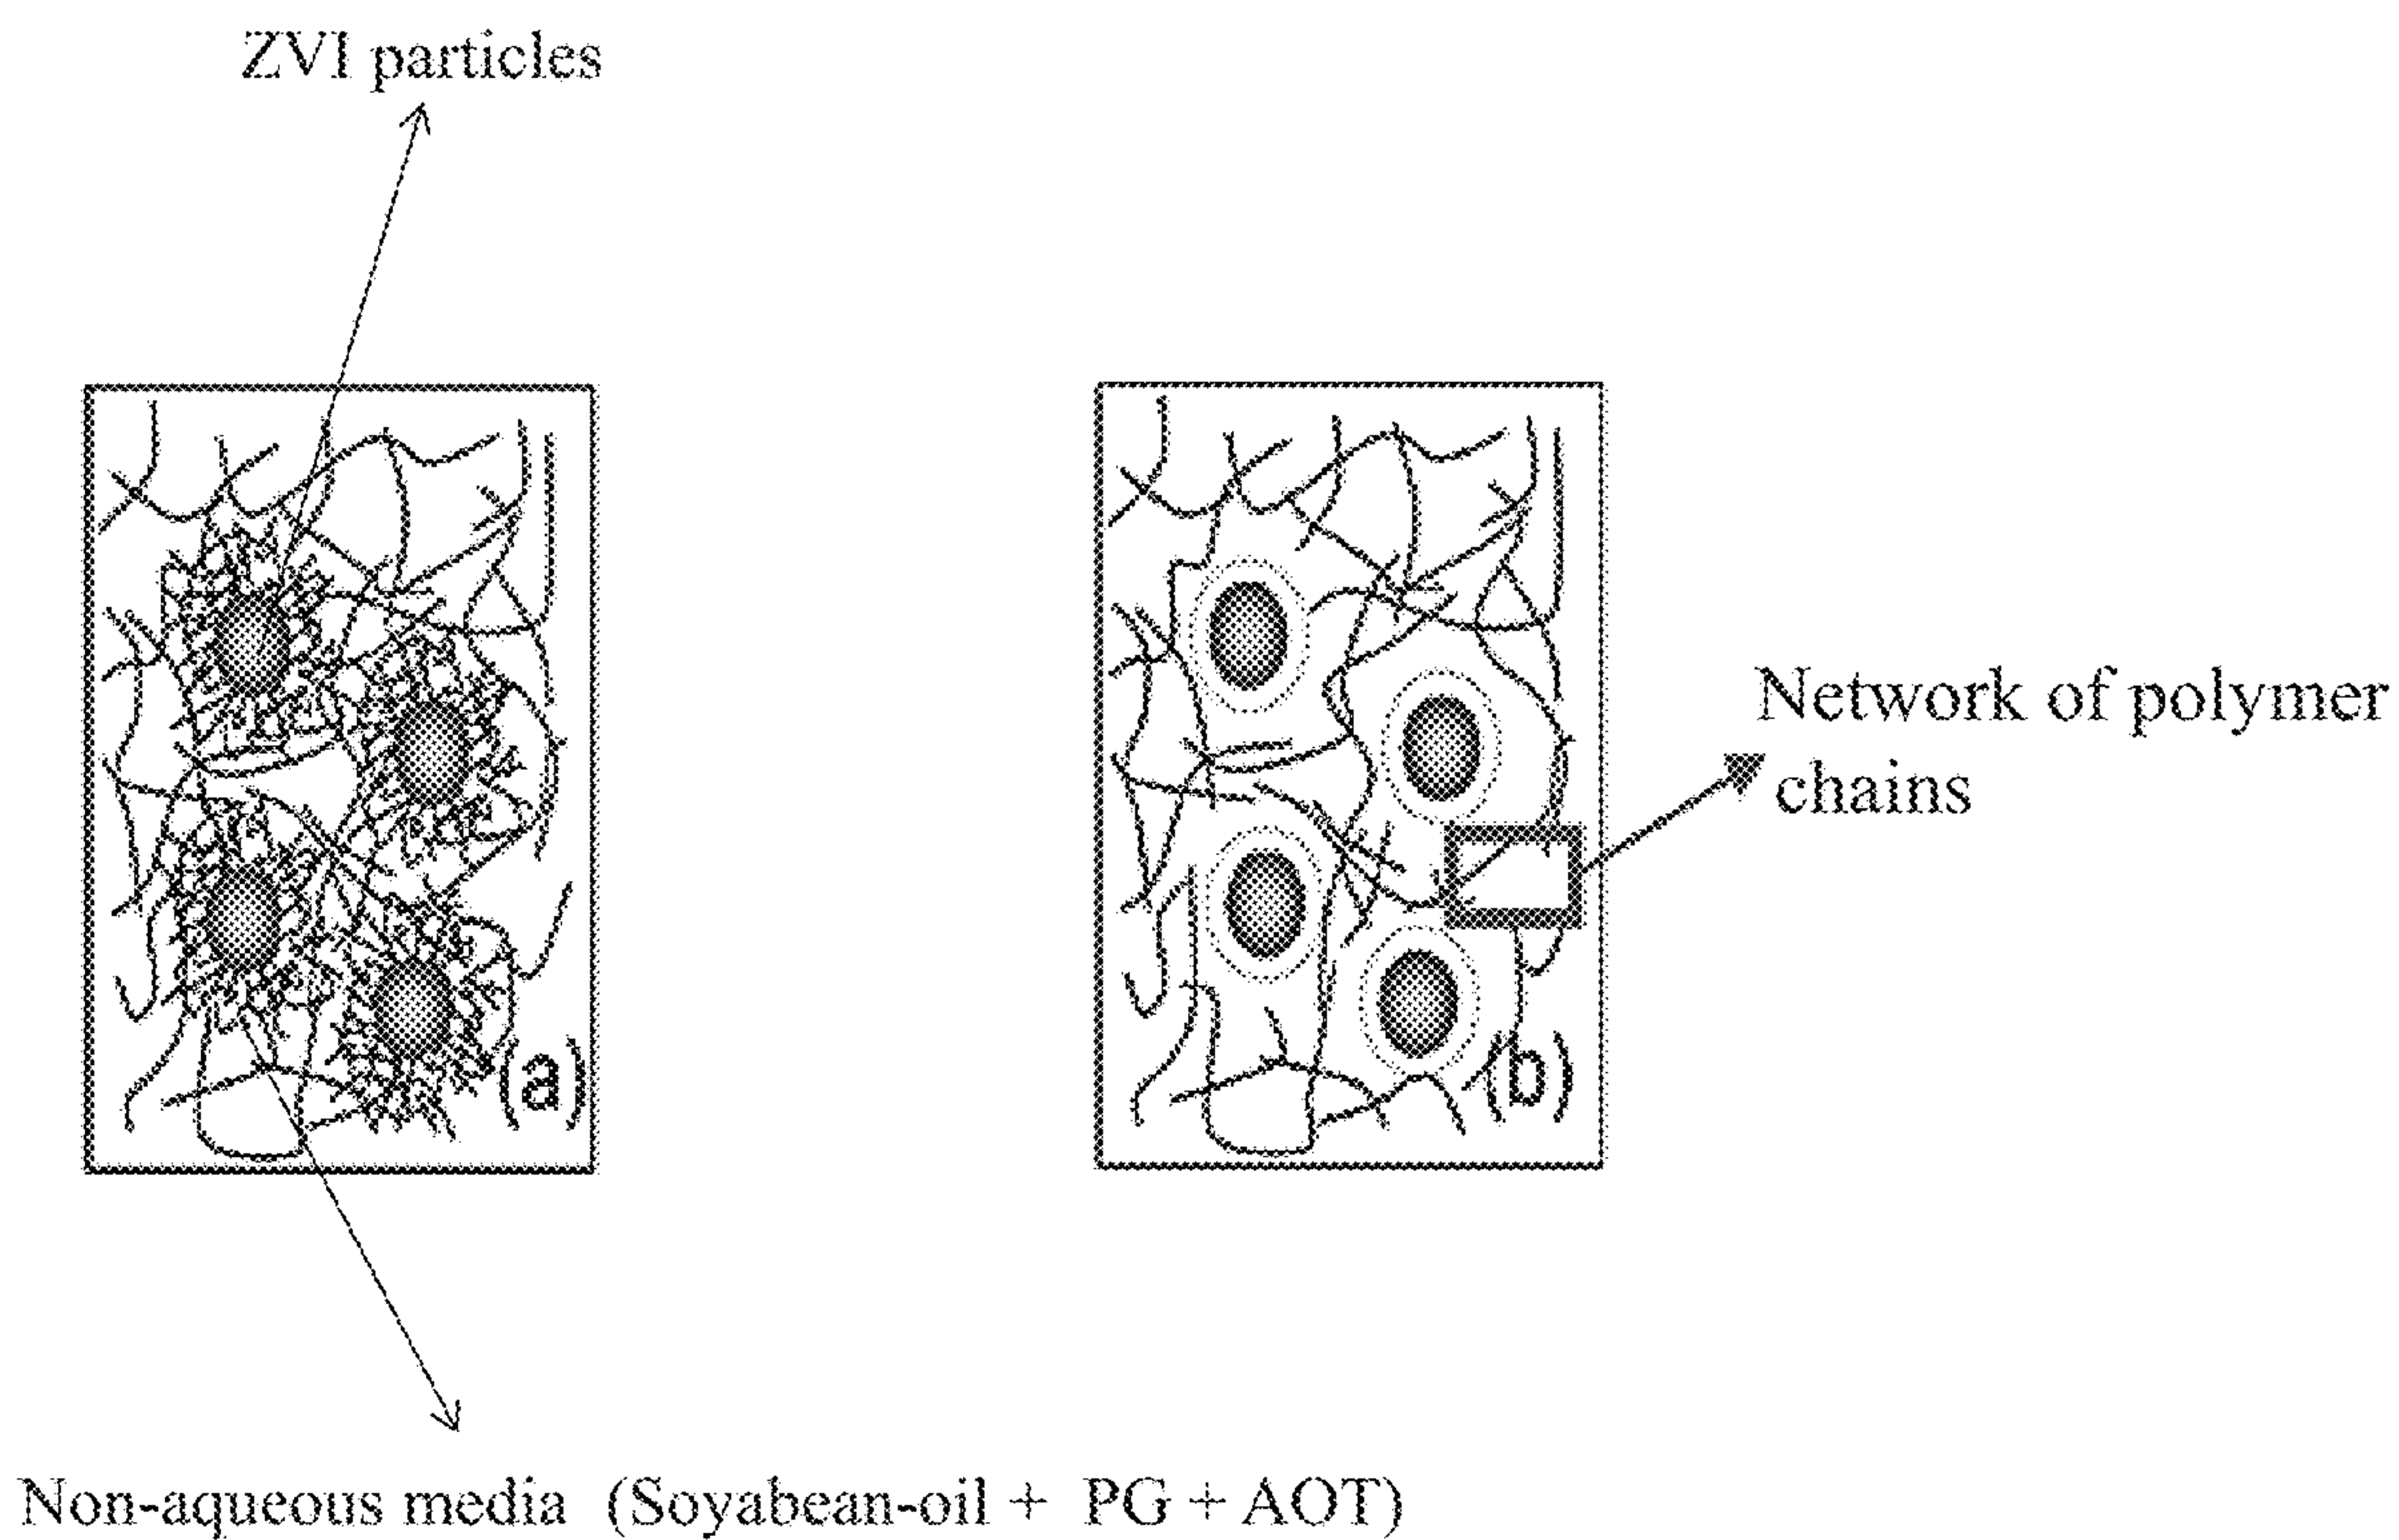 ZVI particles
Network of polymer
chains
(a)
(b)
Non-aqueous media (Soyabean-oil + PG + AOT)